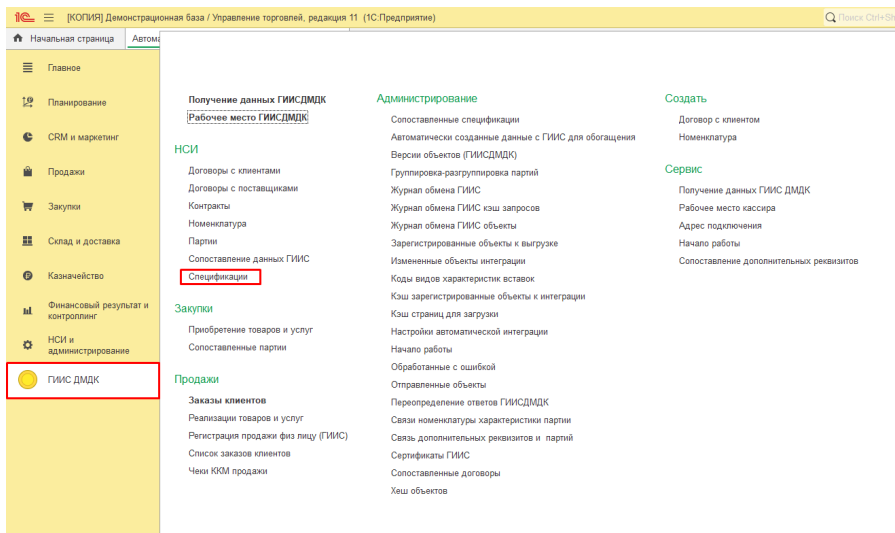 1С [КОПИЯ] Демонстрационная база / Управление торговлей, редакция 11 (1С:Предприятие)
Поиск Ctrl+Sh
Начальная страница
Автома
Главное
Планирование
CRM и маркетинг
Продажи
Закупки
Склад и доставка
Казначейство
Финансовый результат и
контроллинг
НСИ и
администрирование
ГИИС ДМДК
Получение данных ГИИСДМДК
Рабочее место ГИИСДМДК
НСИ
Договоры с клиентами
Договоры с поставщиками
Контракты
Номенклатура
Партии
Сопоставление данных ГИИС
Спецификации
Закупки
Приобретение товаров и услуг
Сопоставленные партии
Продажи
Заказы клиентов
Реализации товаров и услуг
Регистрация продажи физ лицу (ГИИС)
Список заказов клиентов
Чеки ККМ продажи
Администрирование
Сопоставленные спецификации
Автоматически созданные данные с ГИИС для обогащения
Версии объектов (ГИИСДМДК)
Группировка-разгруппировка партий
Журнал обмена ГИИС
Журнал обмена ГИИС кэш запросов
Журнал обмена ГИИС объекты
Зарегистрированные объекты к выгрузке
Измененные объекты интеграции
Коды видов характеристик вставок
Кэш зарегистрированные объекты к интеграции
Кэш страниц для загрузки
Настройки автоматической интеграции
Начало работы
Обработанные с ошибкой
Отправленные объекты
Переопределение ответов ГИИСДМДК
Связи номенклатуры характеристики партии
Связь дополнительных реквизитов и партий
Сертификаты ГИИС
Сопоставленные договоры
Хеш объектов
Создать
Договор с клиентом
Номенклатура
Сервис
Получение данных ГИИС ДМДК
Рабочее место кассира
Адрес подключения
Начало работы
Сопоставление дополнительных реквизитов